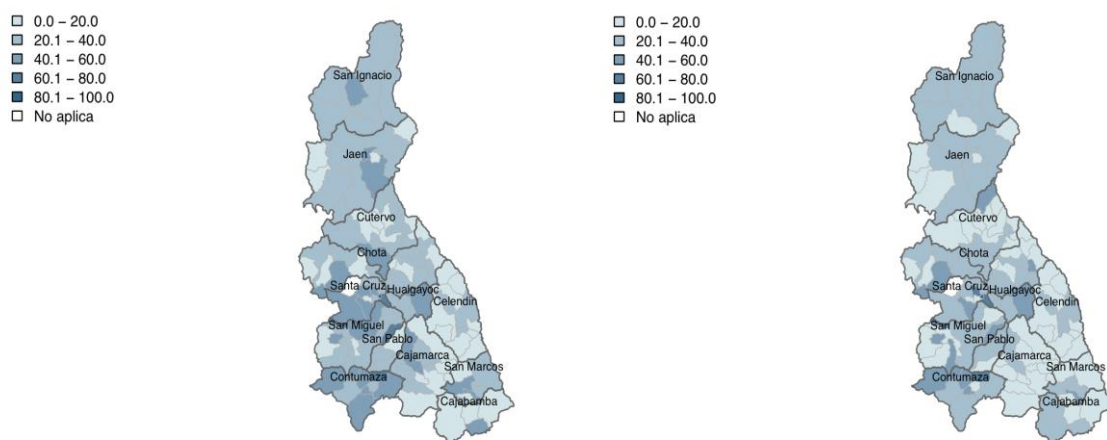 0.0 – 20.0
20.1 – 40.0
40.1 – 60.0
60.1 – 80.0
80.1 – 100.0
No aplica
San Ignacio
Jaen
Cutervo
Chota
Santa Cruz
Hualgayoc
Celendin
San Miguel
San Pablo
Cajamarca
San Marcos
Contumaza
Cajabamba
0.0 – 20.0
20.1 – 40.0
40.1 – 60.0
60.1 – 80.0
80.1 – 100.0
No aplica
San Ignacio
Jaen
Cutervo
Chota
Santa Cruz
Hualgayoc
Celendin
San Miguel
San Pablo
Cajamarca
San Marcos
Contumaza
Cajabamba